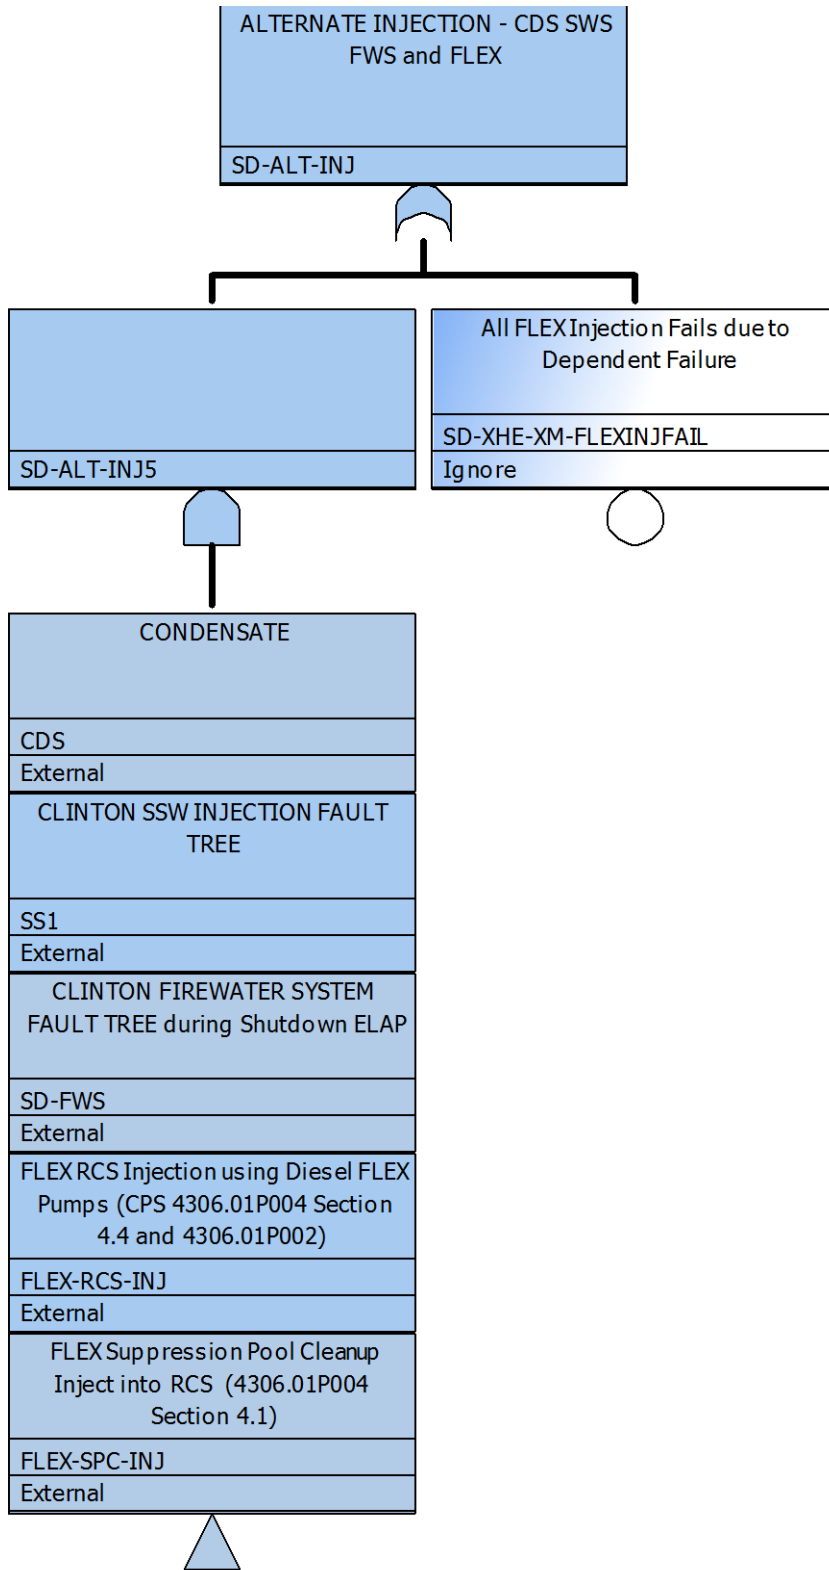 ALTERNATE INJECTION - CDS SWS
FWS and FLEX
SD-ALT-INJ
SD-ALT-INJ5
All FLEX Injection Fails due to
Dependent Failure
SD-XHE-XM-FLEXINJFAIL
Ignore
CONDENSATE
CDS
External
CLINTON SSW INJECTION FAULT
TREE
SS1
External
CLINTON FIREWATER SYSTEM
FAULT TREE during Shutdown ELAP
SD-FWS
External
FLEX RCS Injection using Diesel FLEX
Pumps (CPS 4306.01P004 Section
4.4 and 4306.01P002)
FLEX-RCS-INJ
External
FLEX Suppression Pool Cleanup
Inject into RCS (4306.01P004
Section 4.1)
FLEX-SPC-INJ
External